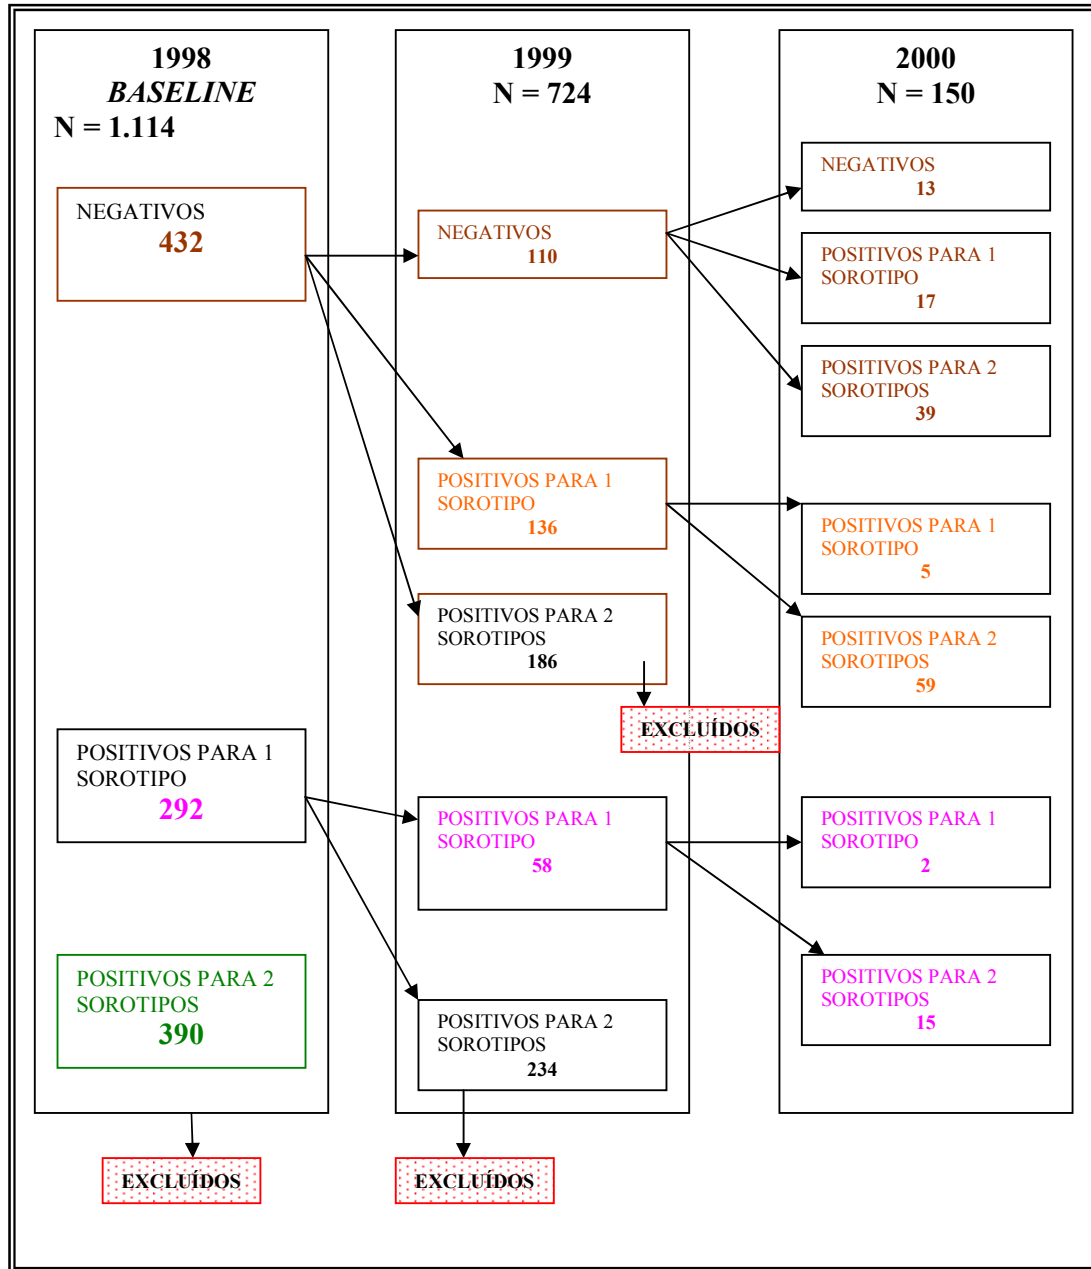 1998
BASELINE
N = 1.114
NEGATIVOS
432
POSITIVOS PARA 1
SOROTIPO
292
POSITIVOS PARA 2
SOROTIPOS
390
EXCLUÍDOS
1999
N = 724
NEGATIVOS
110
POSITIVOS PARA 1
SOROTIPO
136
POSITIVOS PARA 2
SOROTIPOS
186
EXCLUÍDOS
POSITIVOS PARA 1
SOROTIPO
58
POSITIVOS PARA 2
SOROTIPOS
234
EXCLUÍDOS
2000
N = 150
NEGATIVOS
13
POSITIVOS PARA 1
SOROTIPO
17
POSITIVOS PARA 2
SOROTIPOS
39
POSITIVOS PARA 1
SOROTIPO
5
POSITIVOS PARA 2
SOROTIPOS
59
POSITIVOS PARA 1
SOROTIPO
2
POSITIVOS PARA 2
SOROTIPOS
15